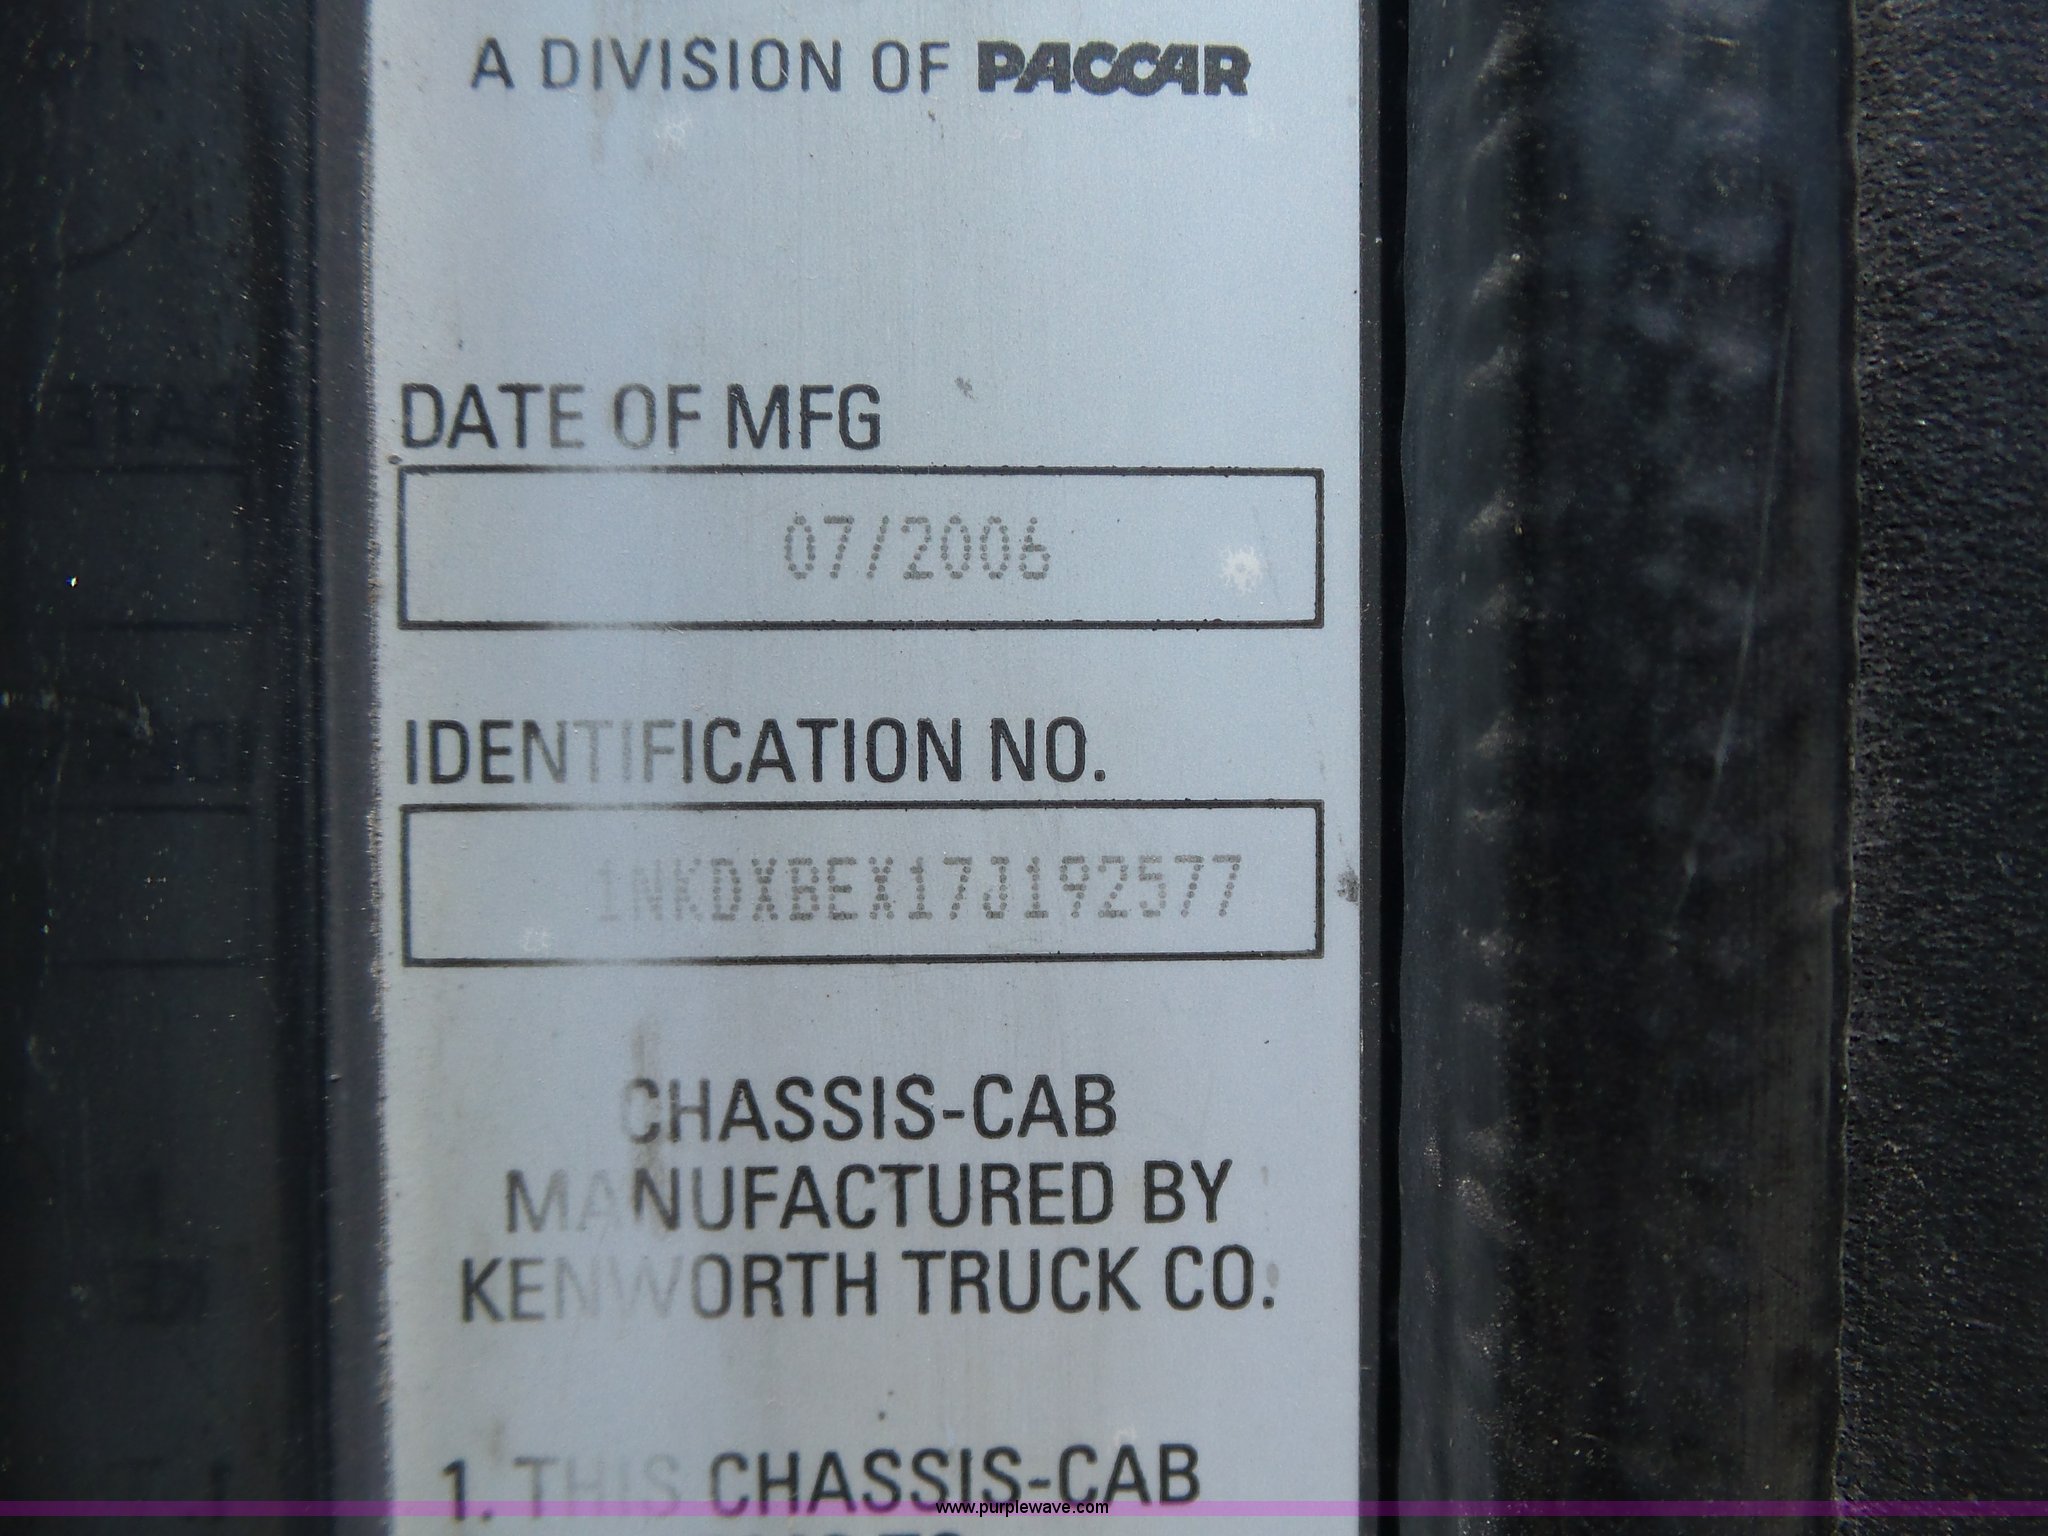 A DIVISION OF PACCAR
DATE OF MFG
07/2006
IDENTIFICATION NO.
1NKDXBEX17J192577
CHASSIS-CAB
MANUFACTURED BY
KENWORTH TRUCK CO.
1. THIS CHASSIS-CAB
www.purplewave.com